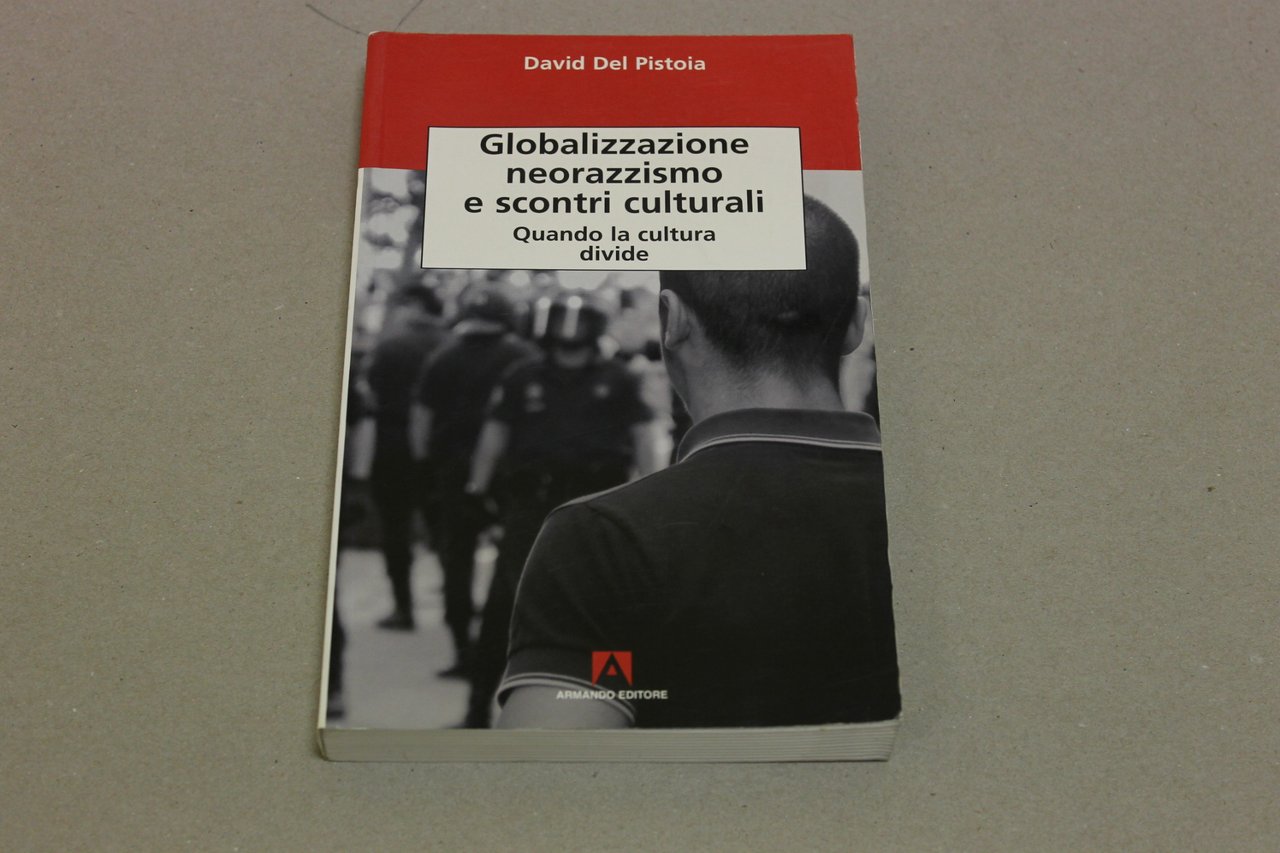 David Del Pistoia
Globalizzazione
neorazzismo
e scontri culturali
Quando la cultura
divide
ARMANDO EDITORE